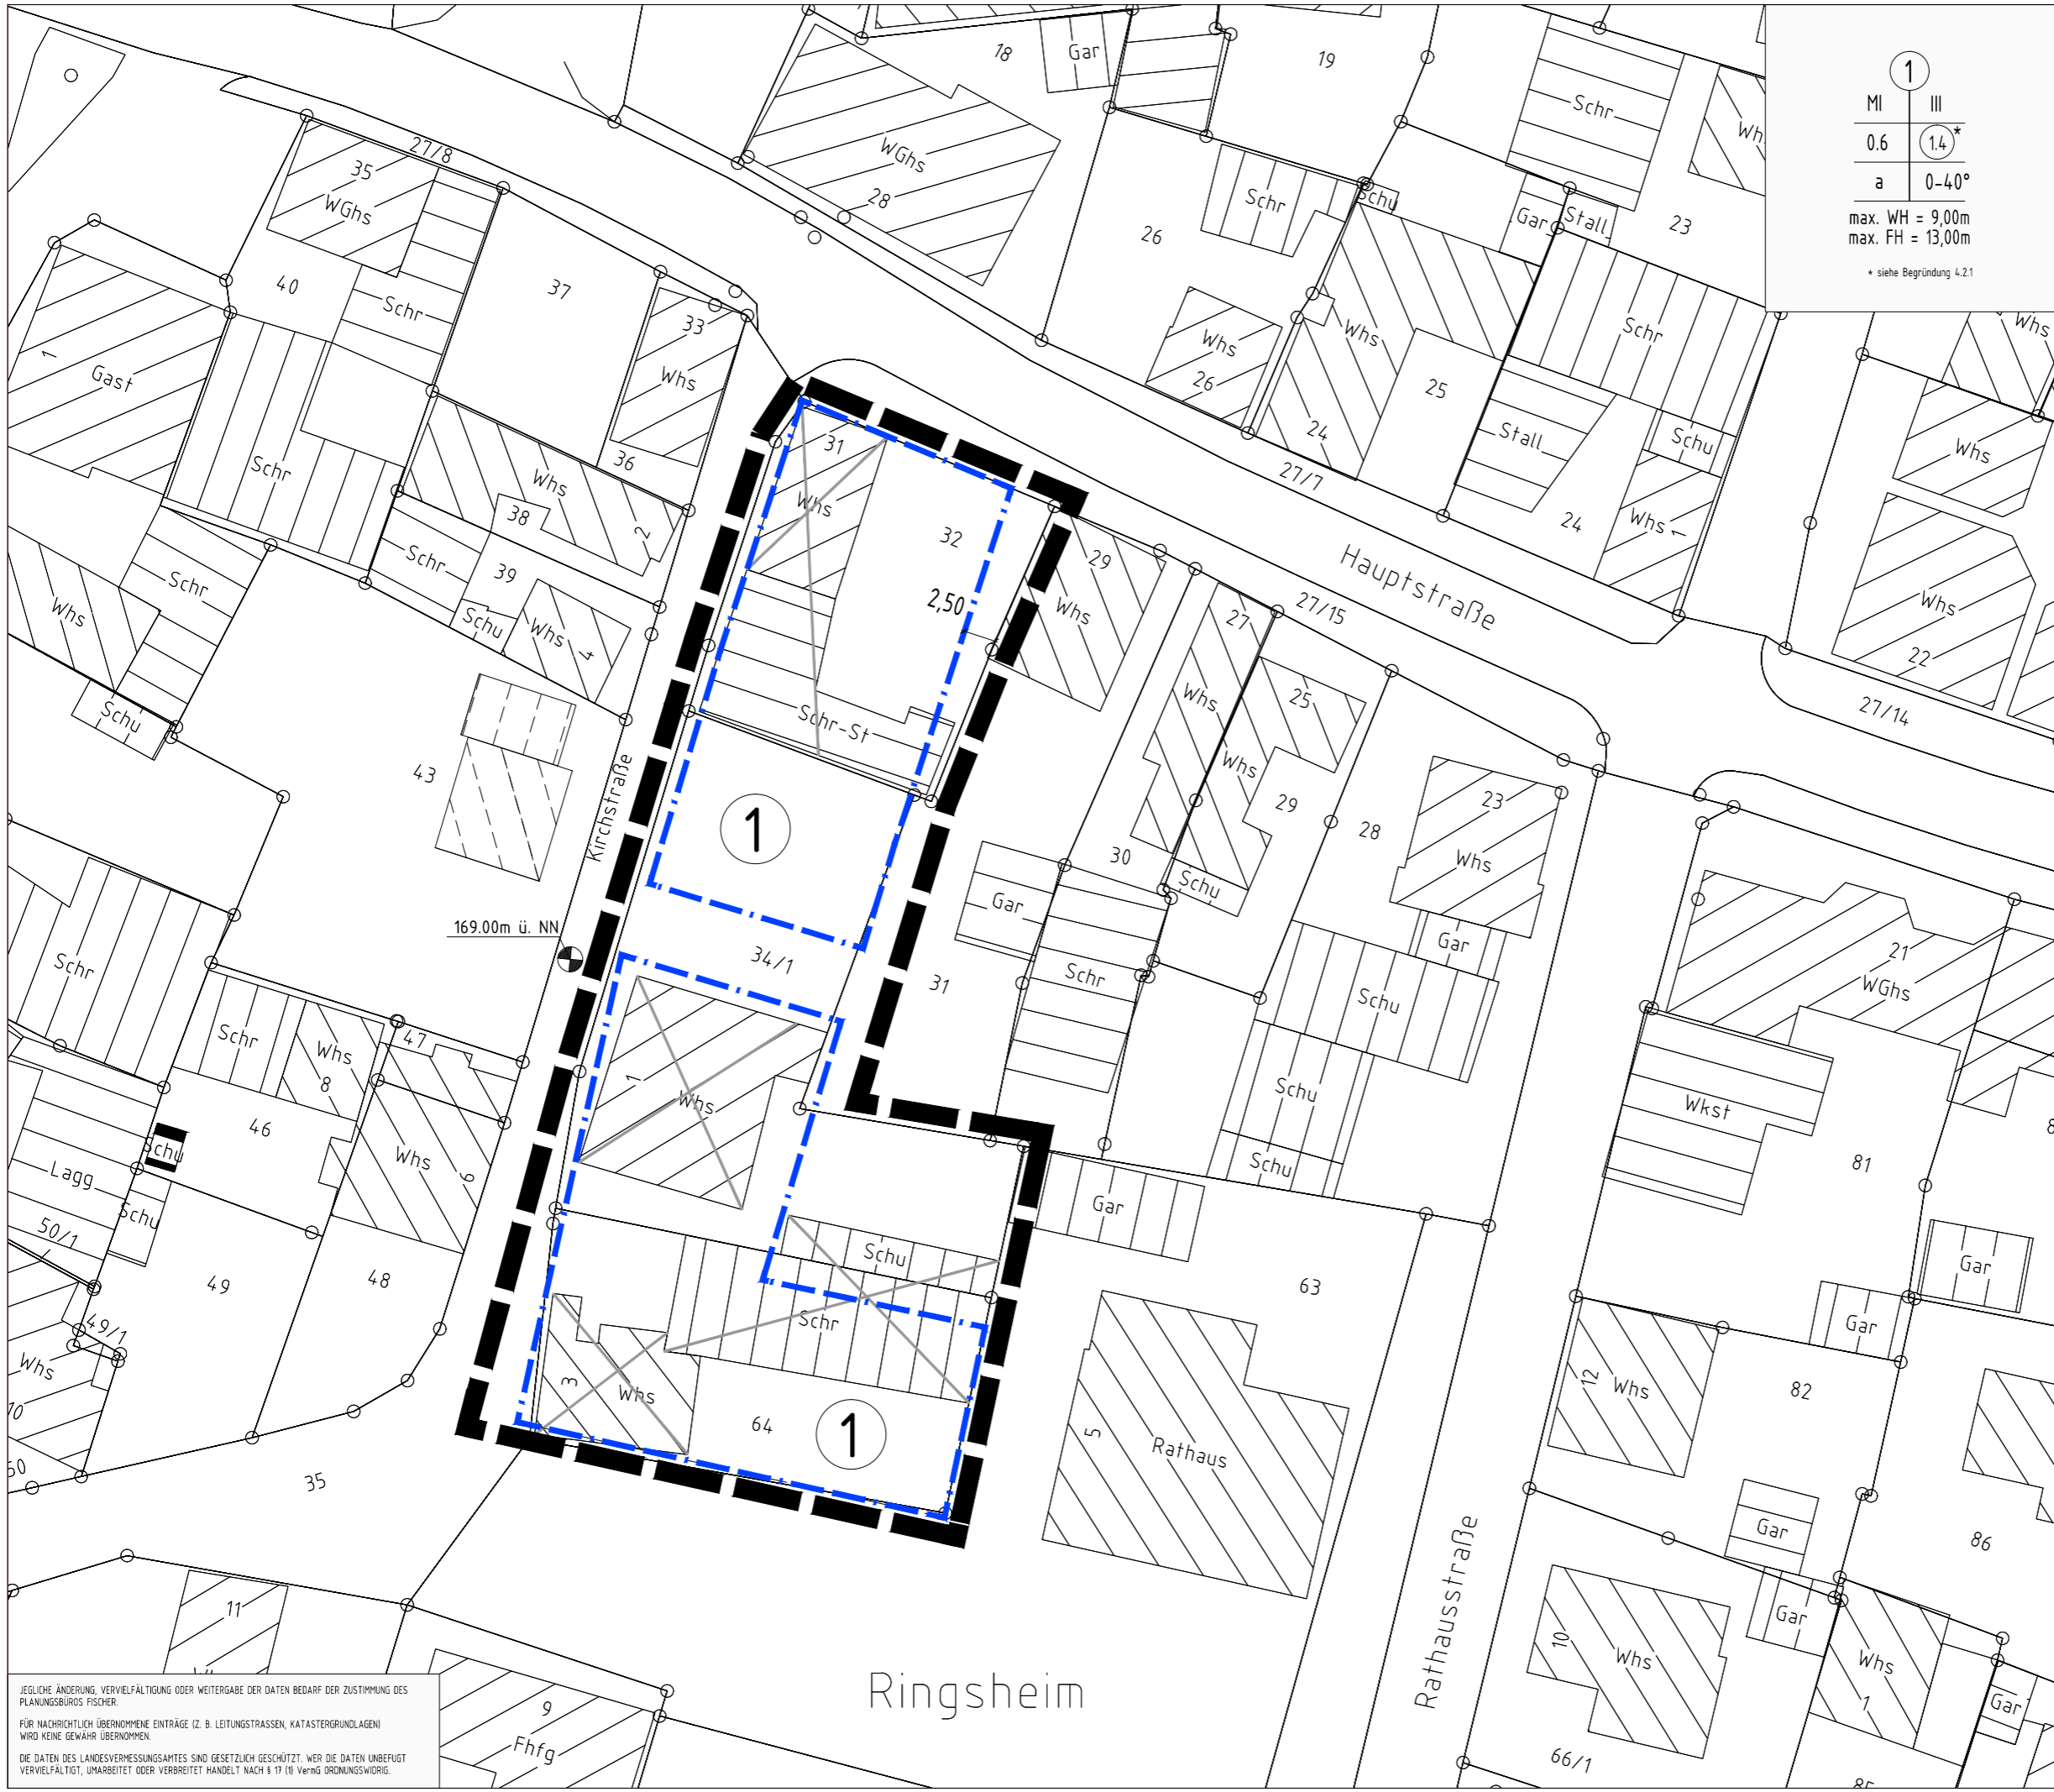 1
MI III
0.6 1.4*
a 0-40°
max. WH = 9,00m
max. FH = 13,00m
* siehe Begründung 4.2.1
18
Gar
19
Schr
WGhs
28
26
Schr
Schu
Gar
Stall
23
27/8
35
WGhs
40
Schr
37
33
Whs
36
1
Gast
Schr
Whs
2
38
39
Schr
Schu
Whs
4
Whs
26
Whs
24
25
Stall
Schr
Schu
24
Whs
1
27/7
Whs
Whs
Whs
22
27/14
Hauptstraße
27/15
31
Whs
32
2,50
29
Whs
Schr-St
27
Whs
25
Whs
29
28
23
Whs
30
Schu
Gar
Schr
31
Gar
Schu
Schu
Schu
Whs
Schr
Schu
43
Kirchstraße
1
169.00m ü. NN
34/1
1
Whs
Schr
Schr
Whs
8
47
46
Schu
Lagg
Schu
Whs
6
50/1
49
48
49/1
Whs
10
35
Schu
Schr
3
Whs
64
1
Gar
63
5
Rathaus
21
WGhs
Wkst
81
Gar
Gar
12
Whs
82
Gar
86
Gar
10
Whs
Whs
1
Gar
66/1
Rathausstraße
Ringsheim
11
9
Fhfg
JEGLICHE ÄNDERUNG, VERVIELFÄLTIGUNG ODER WEITERGABE DER DATEN BEDARF DER ZUSTIMMUNG DES
PLANUNGSBÜROS FISCHER.
FÜR NACHRICHTLICH ÜBERNOMMENE EINTRÄGE (Z. B. LEITUNGSTRASSEN, KATASTERGRUNDLAGEN)
WIRD KEINE GEWÄHR ÜBERNOMMEN.
DIE DATEN DES LANDESVERMESSUNGSAMTES SIND GESETZLICH GESCHÜTZT. WER DIE DATEN UNBEFUGT
VERVIELFÄLTIGT, UMARBEITET ODER VERBREITET HANDELT NACH § 17 (1) VermG ORDNUNGSWIDRIG.